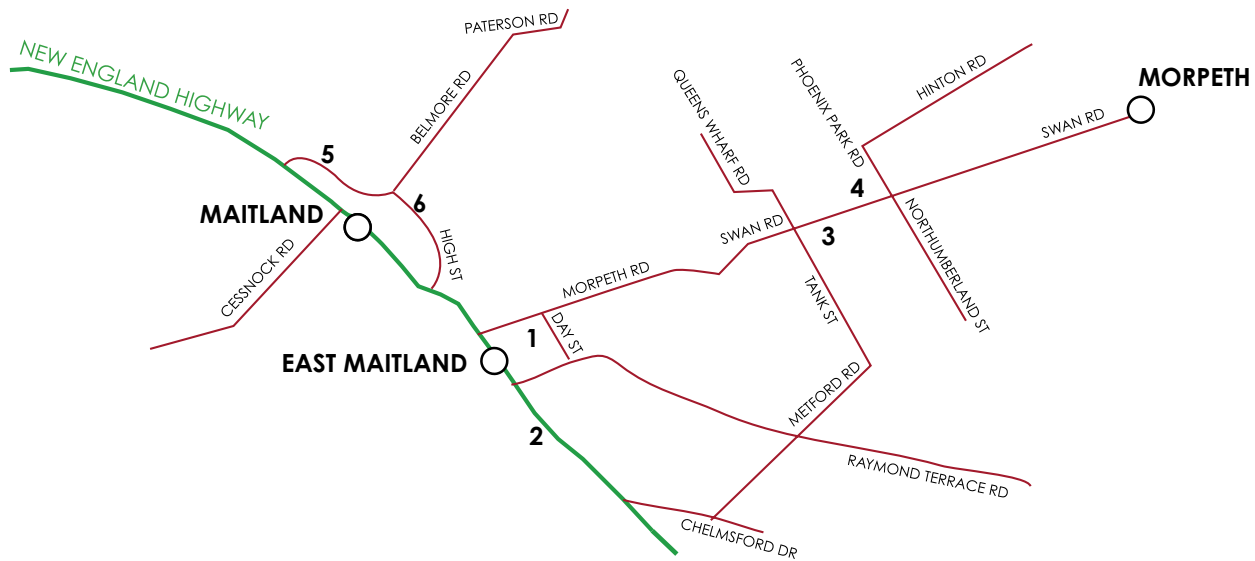 PATERSON RD
NEW ENGLAND HIGHWAY
BELMORE RD
QUEENS WHARF RD
PHOENIX PARK RD
HINTON RD
MORPETH
SWAN RD
5
6
4
MAITLAND
HIGH ST
SWAN RD
3
NORTHUMBERLAND ST
CESSNOCK RD
MORPETH RD
TANK ST
1
DAY ST
EAST MAITLAND
METFORD RD
2
RAYMOND TERRACE RD
CHELMSFORD DR